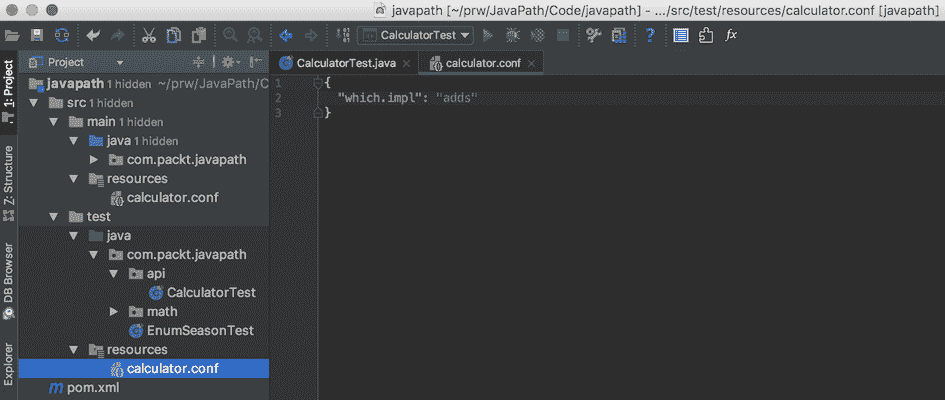 javapath [~/prw/JavaPath/Code/javapath] - .../src/test/resources/calculator.conf [javapath]
CalculatorTest
Project
CalculatorTest.java
calculator.conf
1: Project
Z: Structure
DB Browser
Explorer
javapath 1 hidden ~/prw/JavaPath/C
src 1 hidden
main 1 hidden
java 1 hidden
com.packt.javapath
resources
calculator.conf
test
java
com.packt.javapath
api
CalculatorTest
math
EnumSeasonTest
resources
calculator.conf
pom.xml
1 {
2 "which.impl": "adds"
3 }